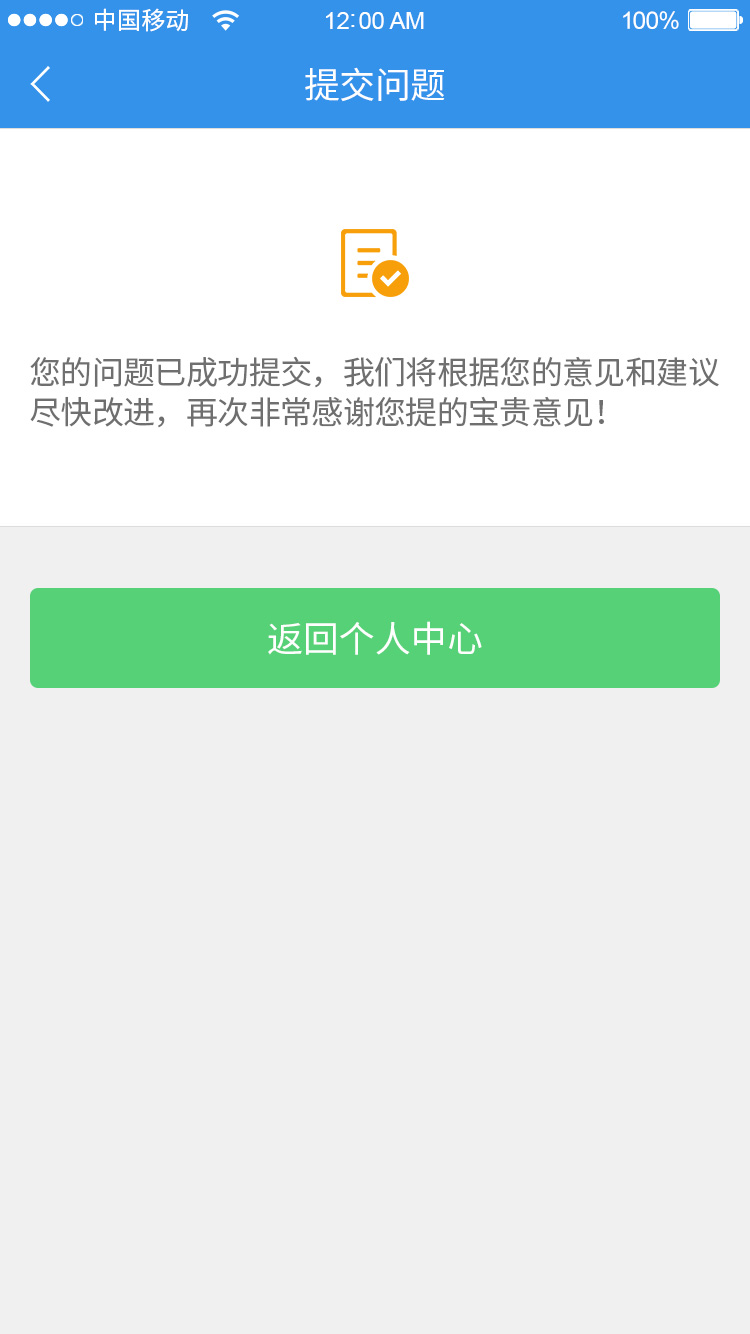 中国移动
12:00 AM
100%
提交问题
您的问题已成功提交，我们将根据您的意见和建议
尽快改进，再次非常感谢您提的宝贵意见！
返回个人中心